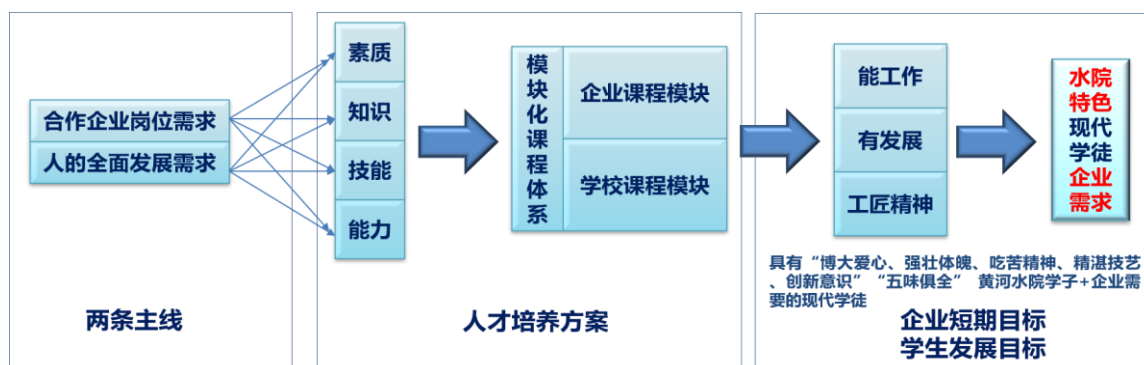 合作企业岗位需求
人的全面发展需求
两条主线
素质
知识
技能
能力
模块化课程体系
企业课程模块
学校课程模块
人才培养方案
能工作
有发展
工匠精神
水院
特色
现代
学徒
企业
需求
具有“博大爱心、强壮体魄、吃苦精神、精湛技艺
、创新意识”“五味俱全” 黄河水院学子+企业需
要的现代学徒
企业短期目标
学生发展目标